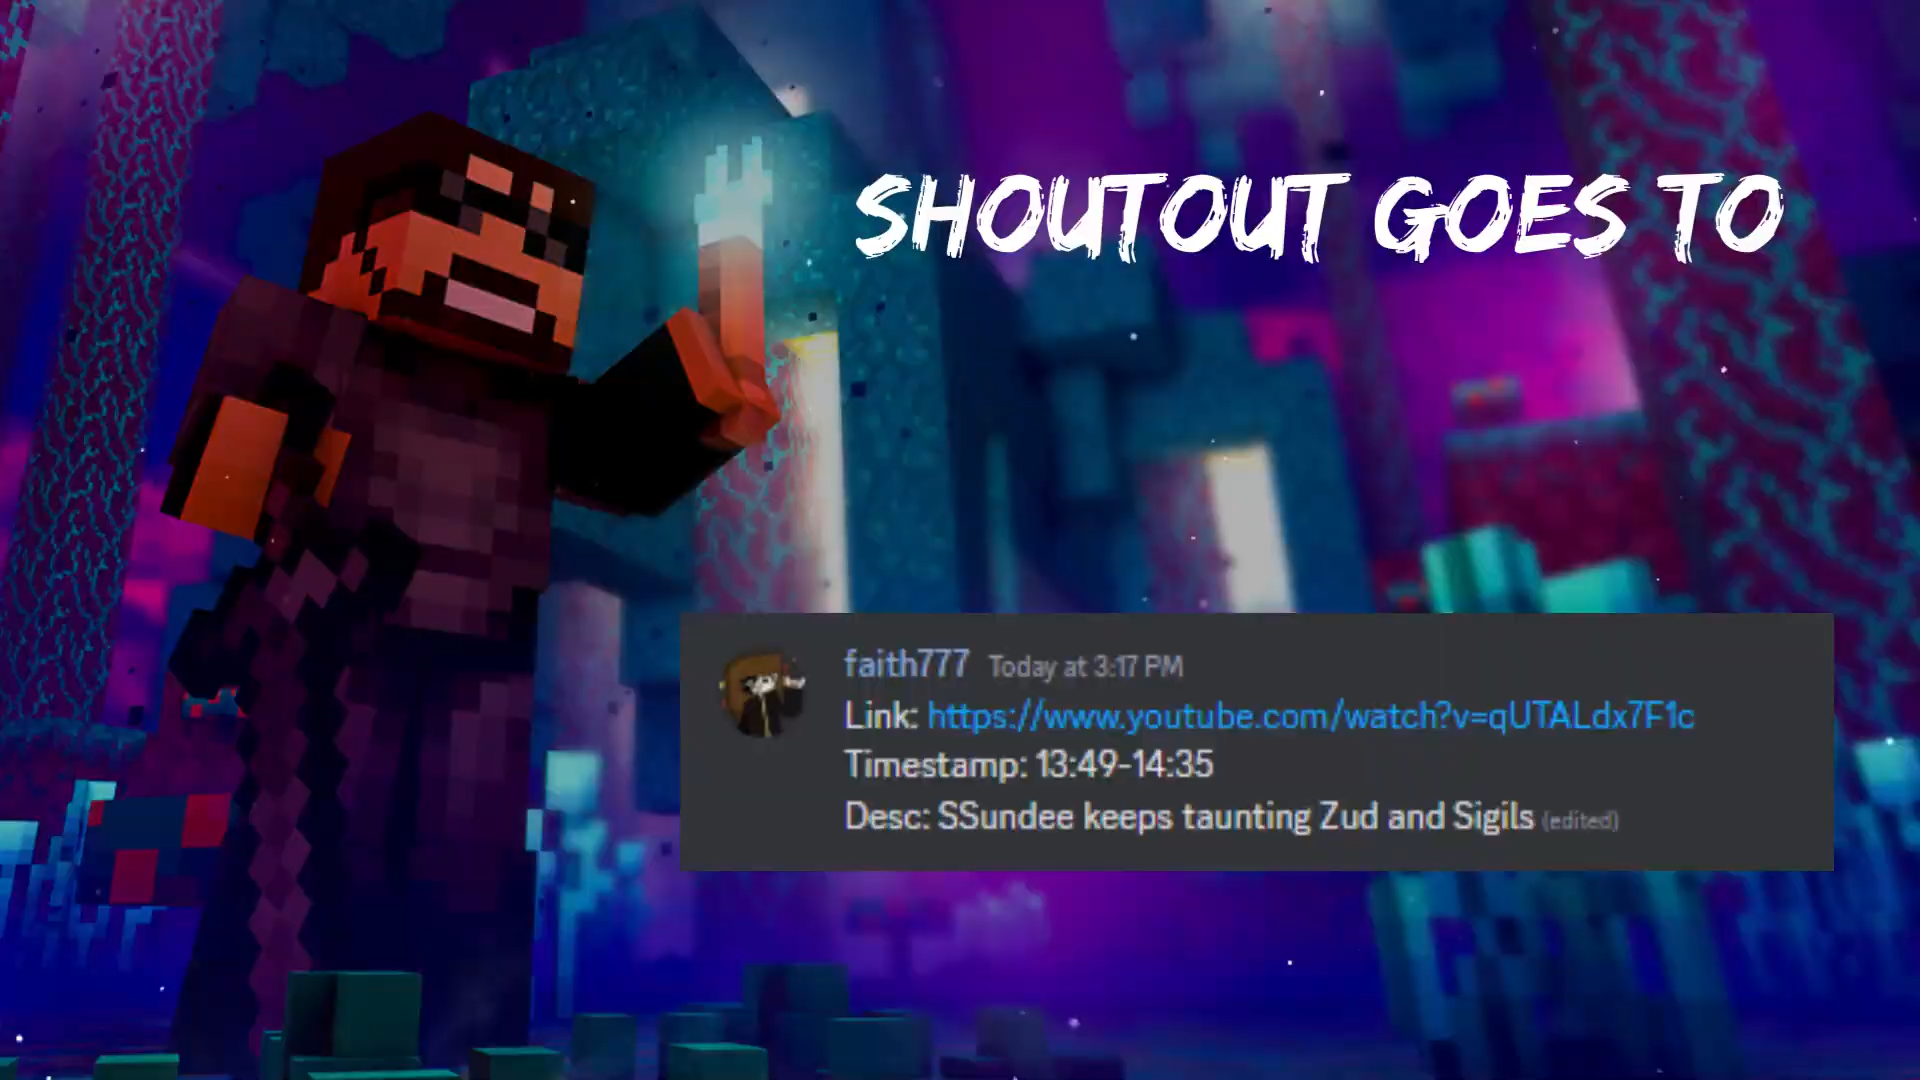 SHOUTOUT GOES TO
faith777 Today at 3:17 PM
Link: https://www.youtube.com/watch?v=qUTALdx7F1c
Timestamp: 13:49-14:35
Desc: SSundee keeps taunting Zud and Sigils (edited)